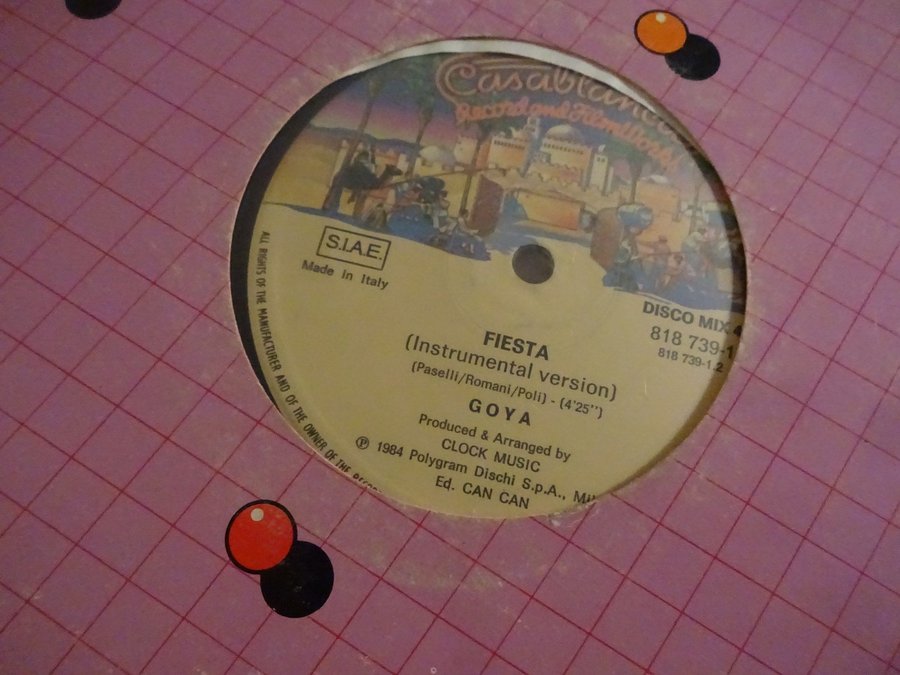 Casablanca
Record and FilmWorks
S.I.A.E.
Made in Italy
DISCO MIX
818 739-1
818 739-1.2
FIESTA
(Instrumental version)
(Paselli/Romani/Poli) - (4'25'')
GOYA
Produced & Arranged by
CLOCK MUSIC
℗ 1984 Polygram Dischi S.p.A.,
Ed. CAN CAN
ALL RIGHTS OF THE MANUFACTURER AND OF THE OWNER OF THE